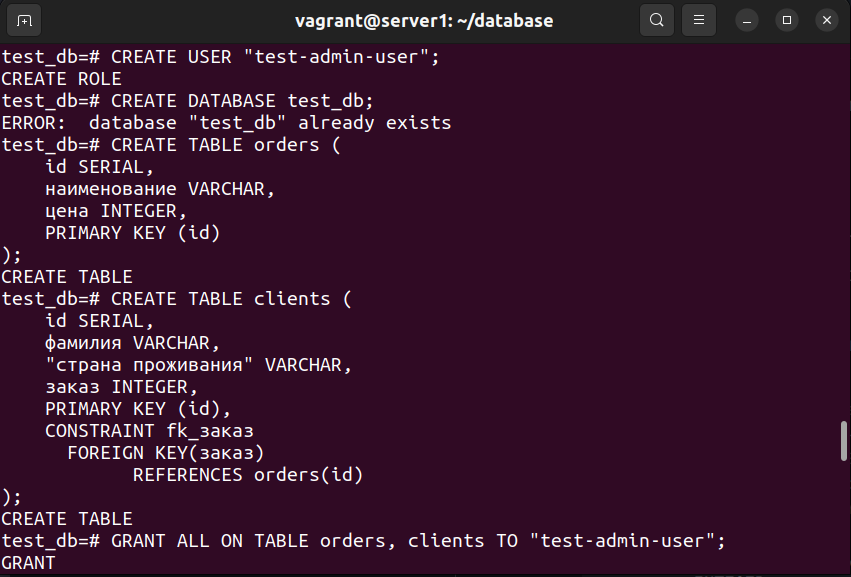 vagrant@server1: ~/database
test_db=# CREATE USER "test-admin-user";
CREATE ROLE
test_db=# CREATE DATABASE test_db;
ERROR:  database "test_db" already exists
test_db=# CREATE TABLE orders (
    id SERIAL,
    наименование VARCHAR,
    цена INTEGER,
    PRIMARY KEY (id)
);
CREATE TABLE
test_db=# CREATE TABLE clients (
    id SERIAL,
    фамилия VARCHAR,
    "страна проживания" VARCHAR,
    заказ INTEGER,
    PRIMARY KEY (id),
    CONSTRAINT fk_заказ
      FOREIGN KEY(заказ)
            REFERENCES orders(id)
);
CREATE TABLE
test_db=# GRANT ALL ON TABLE orders, clients TO "test-admin-user";
GRANT